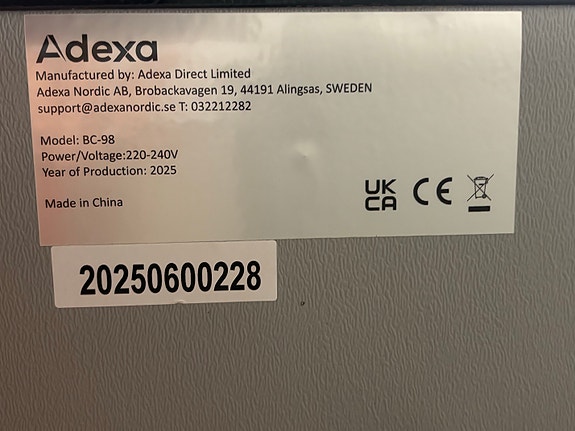 Adexa
Manufactured by: Adexa Direct Limited
Adexa Nordic AB, Brobackavagen 19, 44191 Alingsas, SWEDEN
support@adexanordic.se T: 032212282
Model: BC-98
Power/Voltage:220-240V
Year of Production: 2025
Made in China
UK
CA
CE
20250600228